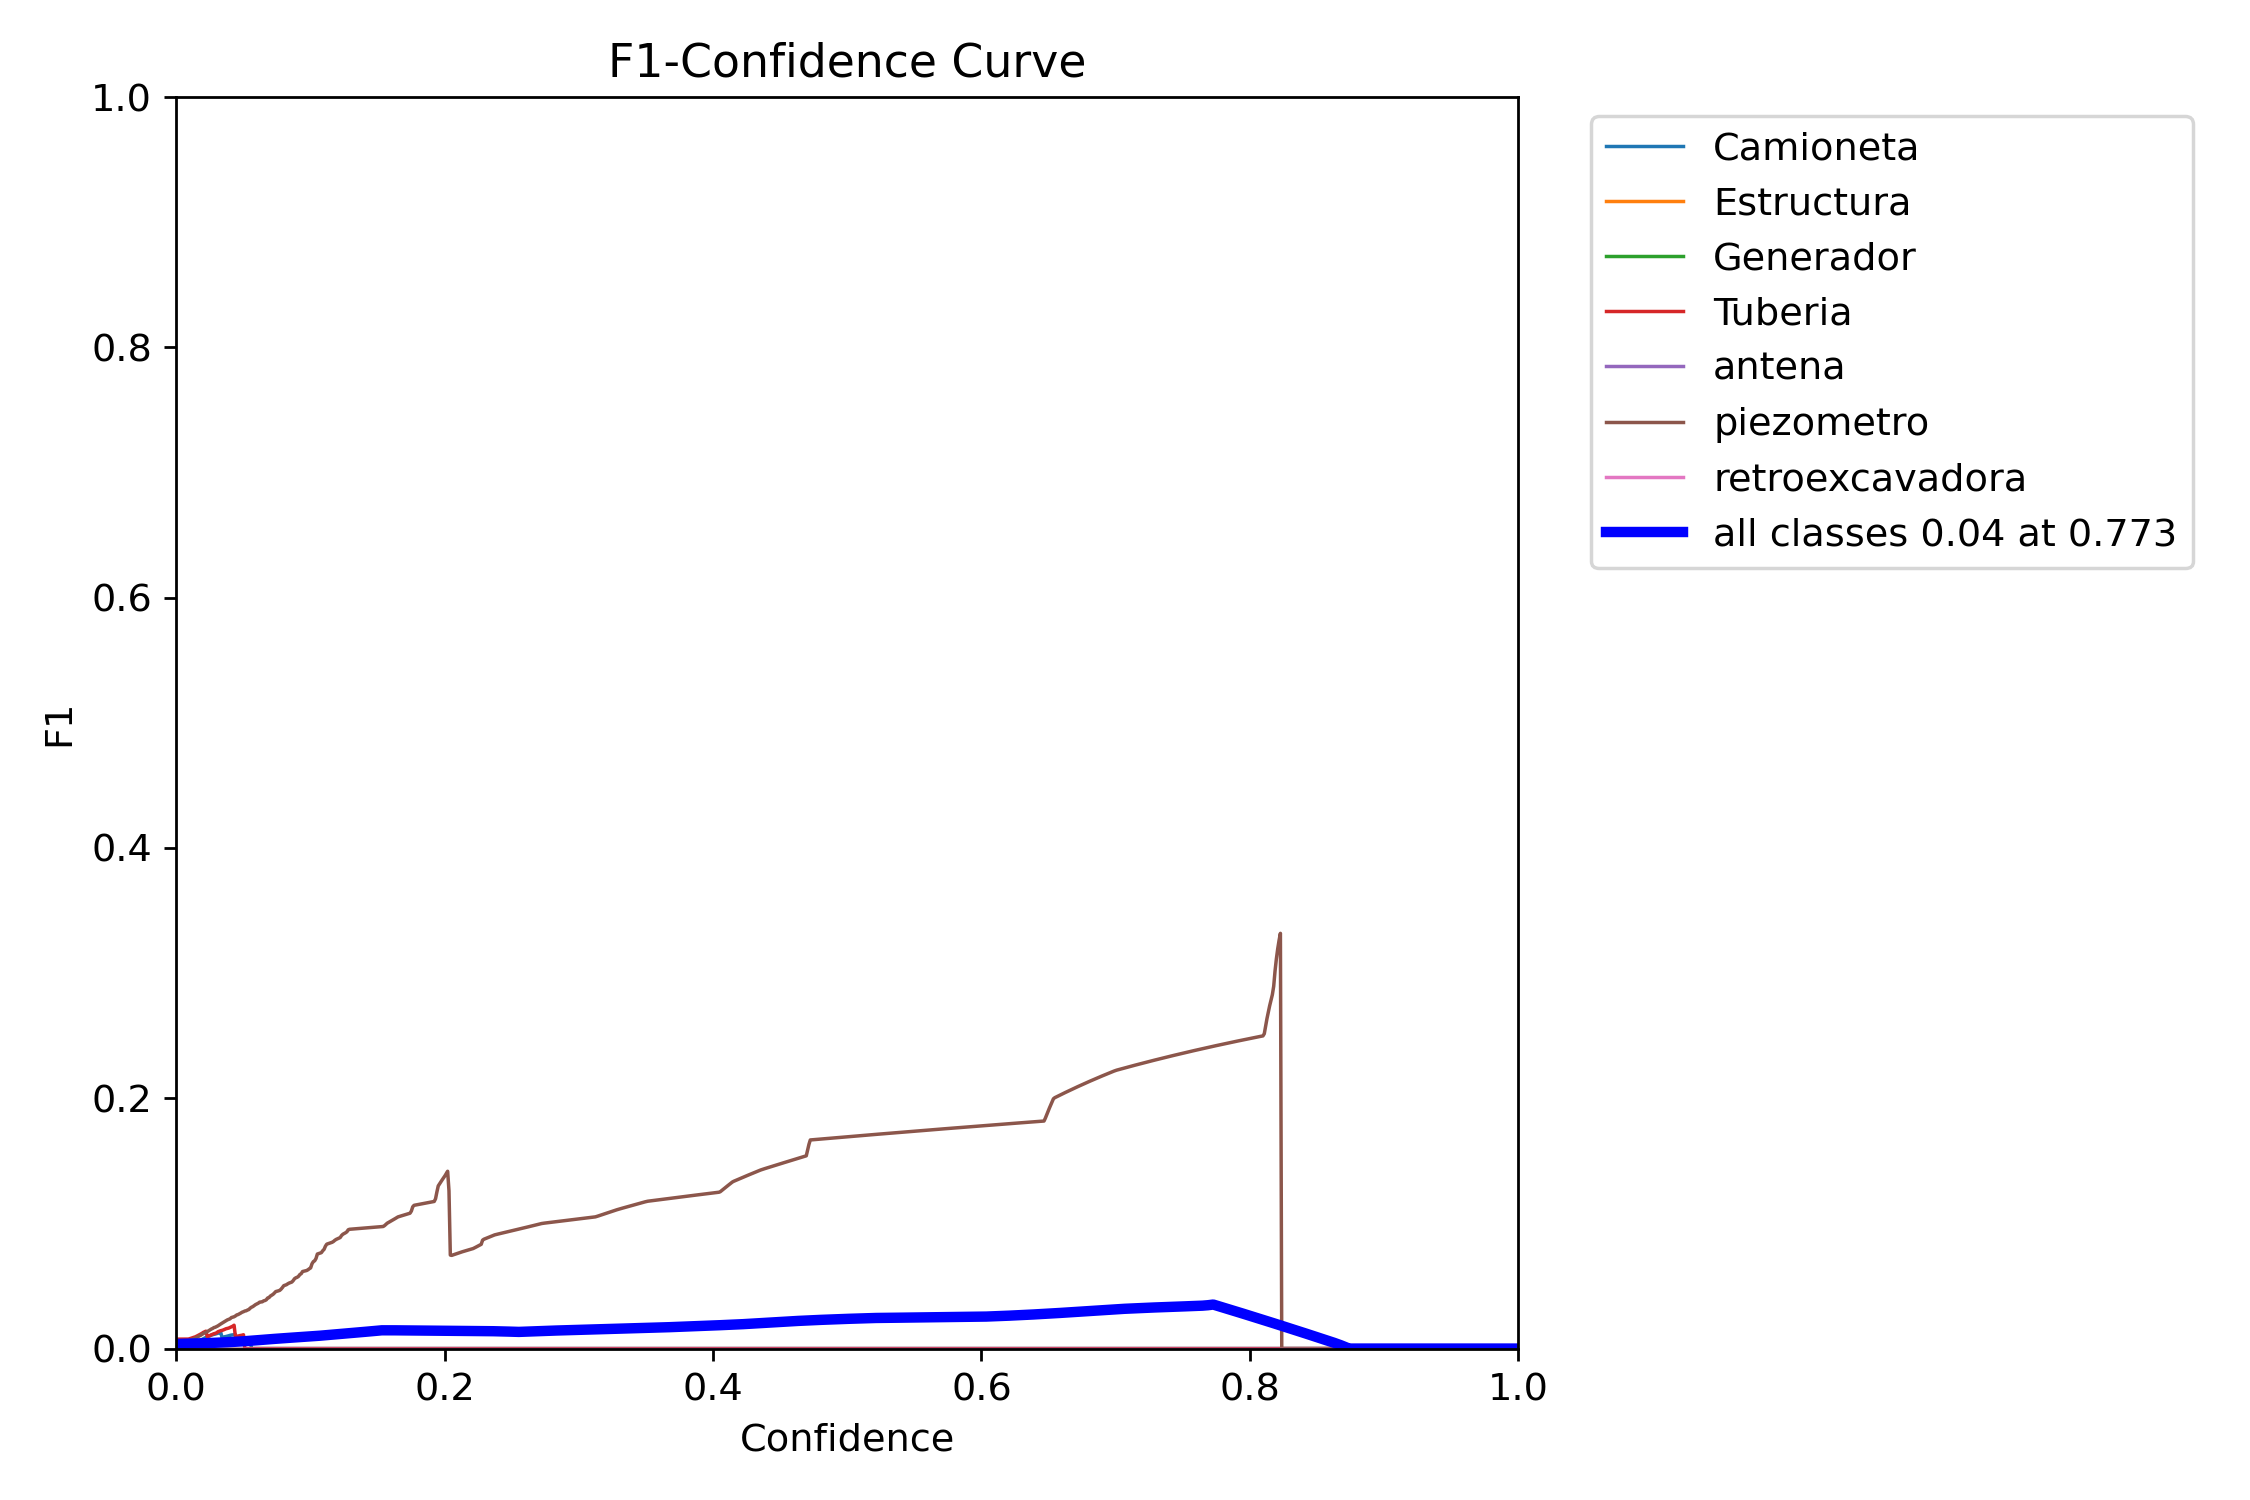 F1-Confidence Curve
1.0
0.8
0.6
0.4
0.2
0.0
F1
0.0 0.2 0.4 0.6 0.8 1.0
Confidence
Camioneta
Estructura
Generador
Tuberia
antena
piezometro
retroexcavadora
all classes 0.04 at 0.773